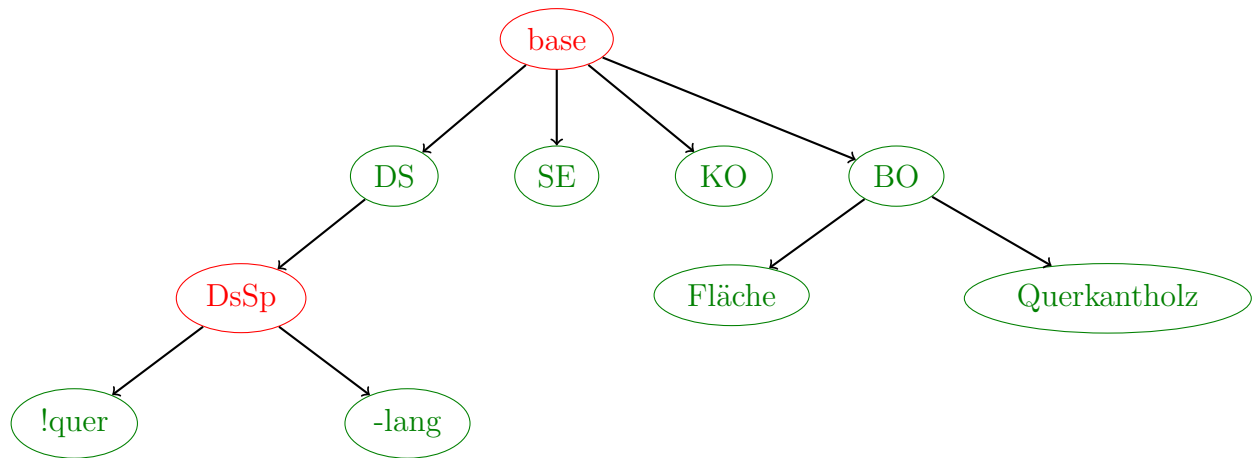 base
DS
SE
KO
BO
DsSp
Fläche
Querkantholz
!quer
-lang